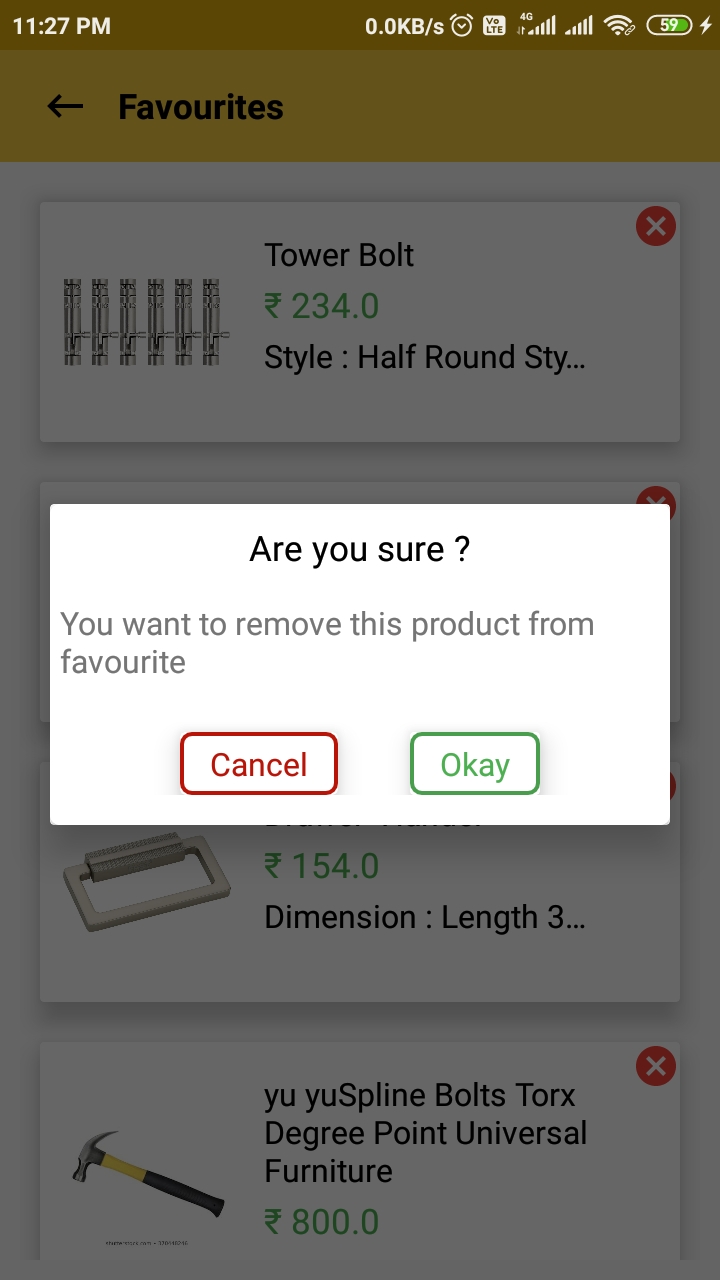 11:27 PM 0.0KB/s Vo LTE 4G 59
Favourites
Tower Bolt
₹ 234.0
Style : Half Round Sty...
Are you sure ?
You want to remove this product from
favourite
Cancel Okay
₹ 154.0
Dimension : Length 3...
yu yuSpline Bolts Torx
Degree Point Universal
Furniture
₹ 800.0